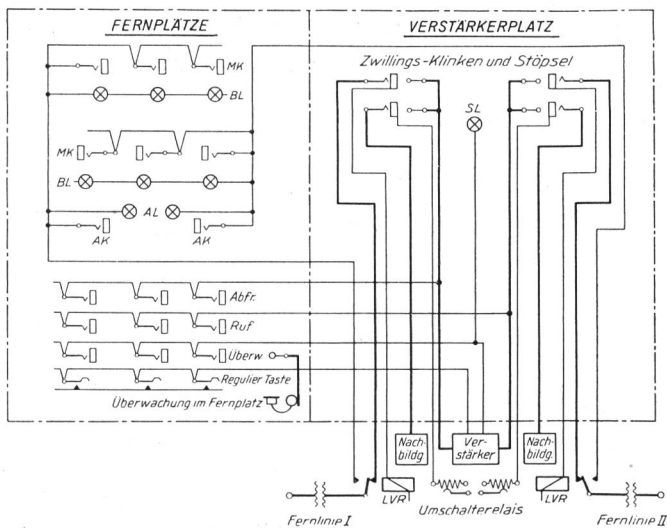 FERNPLÄTZE
VERSTÄRKERPLATZ
Zwillings-Klinken und Stöpsel
MK
BL
SL
MK
BL
AL
AK
AK
Abfr.
Ruf
Überw.
Regulier Taste
Überwachung im Fernplatz
Nach-
bildg
Ver-
stärker
Nach-
bildg.
LVR
Umschalterelais
LVR
Fernlinie I
Fernlinie II